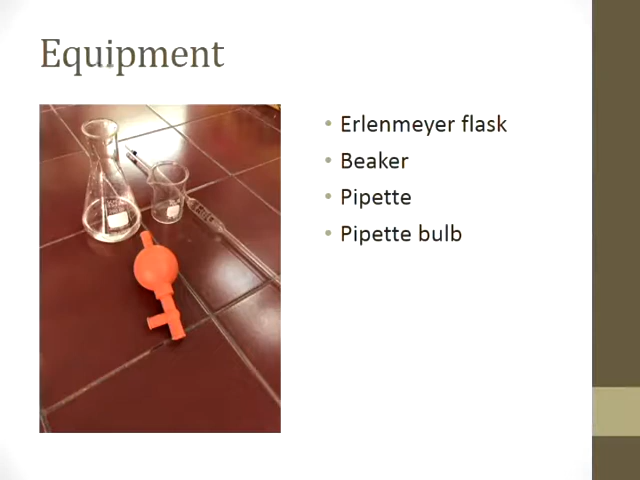 Equipment
• Erlenmeyer flask
• Beaker
• Pipette
• Pipette bulb